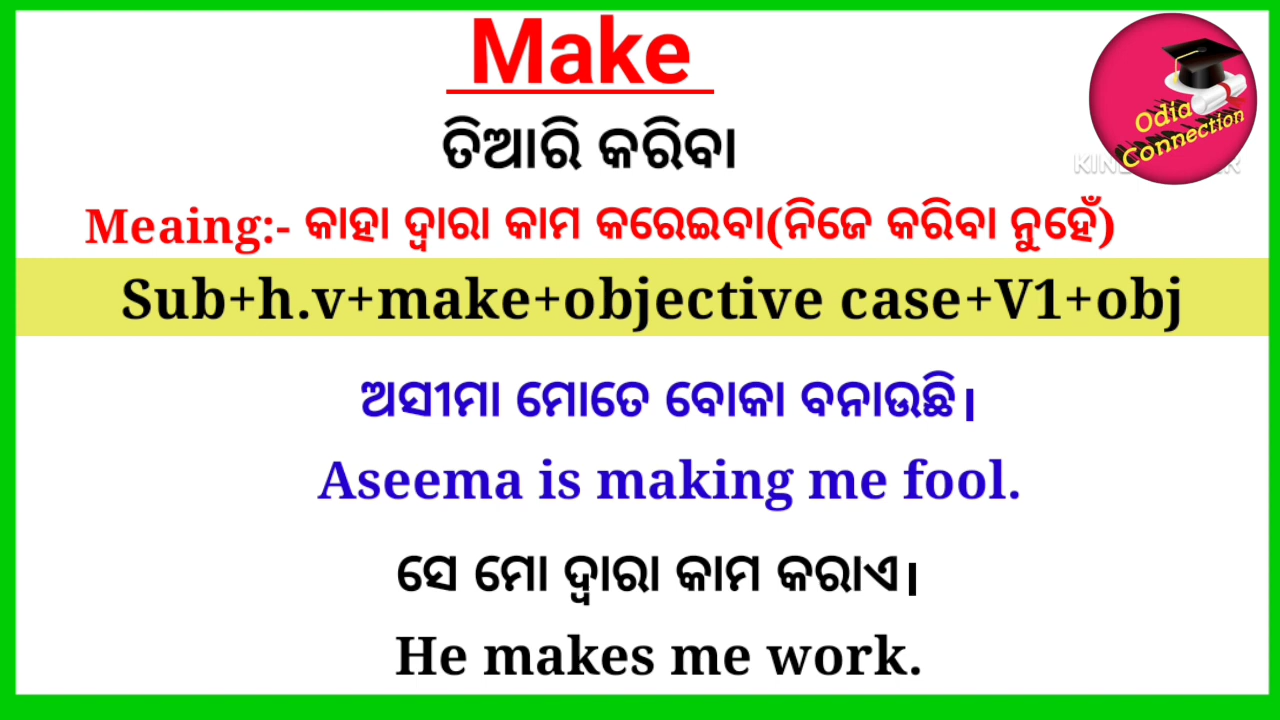 Make
Odia
Connection
ତିଆରି କରିବା
Meaing:- କାହା ଦ୍ୱାରା କାମ କରେଇବା(ନିଜେ କରିବା ନୁହେଁ)
Sub+h.v+make+objective case+V1+obj
ଅସୀମା ମୋତେ ବୋକା ବନାଉଛି।
Aseema is making me fool.
ସେ ମୋ ଦ୍ୱାରା କାମ କରାଏ।
He makes me work.